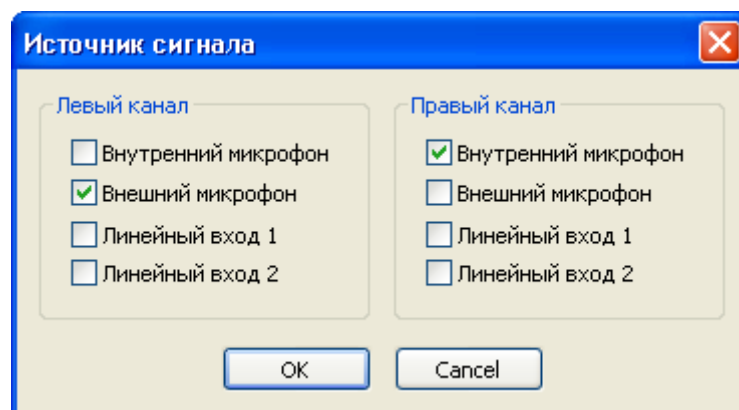 Источник сигнала
Левый канал
Внутренний микрофон
Внешний микрофон
Линейный вход 1
Линейный вход 2
Правый канал
Внутренний микрофон
Внешний микрофон
Линейный вход 1
Линейный вход 2
OK
Cancel